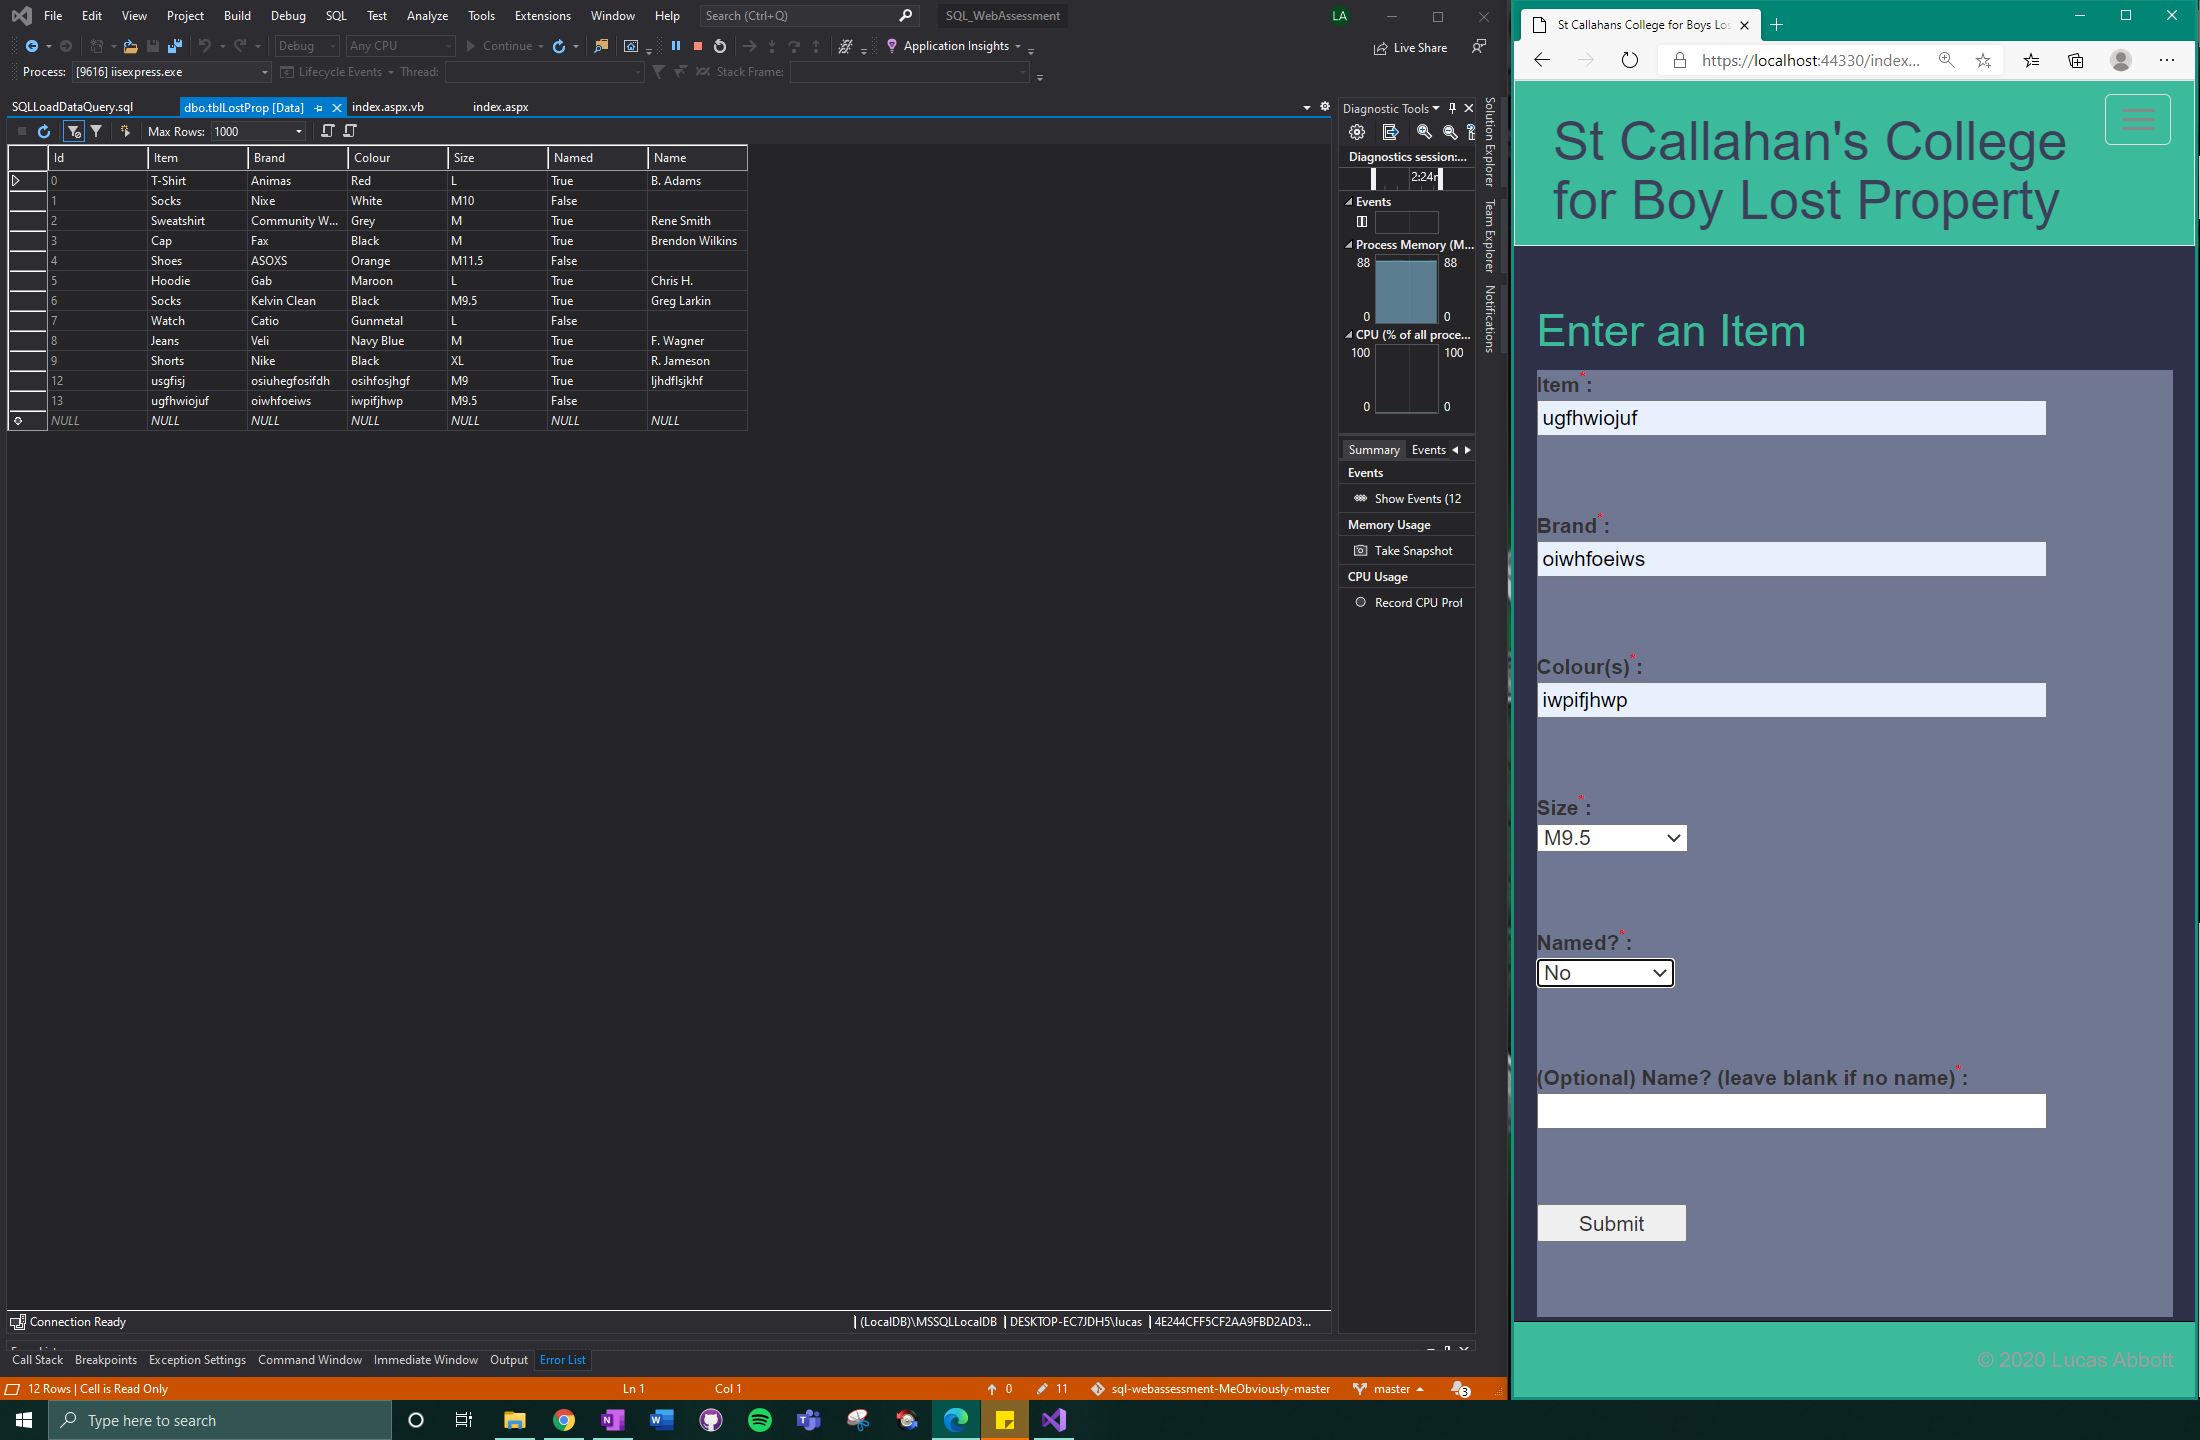 File Edit View Project Build Debug SQL Test Analyze Tools Extensions Window Help Search (Ctrl+Q) SQL_WebAssessment LA
Debug Any CPU Continue Application Insights Live Share
Process: [9616] iisexpress.exe Lifecycle Events Thread: Stack Frame:
SQLLoadDataQuery.sql dbo.tblLostProp [Data] index.aspx.vb index.aspx
Max Rows: 1000
Id Item Brand Colour Size Named Name
0 T-Shirt Animas Red L True B. Adams
1 Socks Nixe White M10 False
2 Sweatshirt Community W... Grey M True Rene Smith
3 Cap Fax Black M True Brendon Wilkins
4 Shoes ASOXS Orange M11.5 False
5 Hoodie Gab Maroon L True Chris H.
6 Socks Kelvin Clean Black M9.5 True Greg Larkin
7 Watch Catio Gunmetal L False
8 Jeans Veli Navy Blue M True F. Wagner
9 Shorts Nike Black XL True R. Jameson
12 usgfisj osiuhegfosifdh osihfosjhgf M9 True ljhdflsjkhf
13 ugfhwiojuf oiwhfoeiws iwpifjhwp M9.5 False
NULL NULL NULL NULL NULL NULL NULL
Connection Ready (LocalDB)\MSSQLLocalDB DESKTOP-EC7JDH5\lucas 4E244CFF5CF2AA9FBD2AD3...
Call Stack Breakpoints Exception Settings Command Window Immediate Window Output Error List
12 Rows | Cell is Read Only Ln 1 Col 1 0 11 sql-webassessment-MeObviously-master master 3
Type here to search
Diagnostic Tools
Diagnostics session:...
2:24
Events
Process Memory (M...
88 88
0 0
CPU (% of all proce...
100 100
0 0
Summary Events
Events
Show Events (12
Memory Usage
Take Snapshot
CPU Usage
Record CPU Prof
Solution Explorer
Team Explorer
Notifications
St Callahans College for Boys Los
https://localhost:44330/index...
St Callahan's College
for Boy Lost Property
Enter an Item
Item*:
ugfhwiojuf
Brand*:
oiwhfoeiws
Colour(s)*:
iwpifjhwp
Size*:
M9.5
Named?*:
No
(Optional) Name? (leave blank if no name)*:
Submit
© 2020 Lucas Abbott